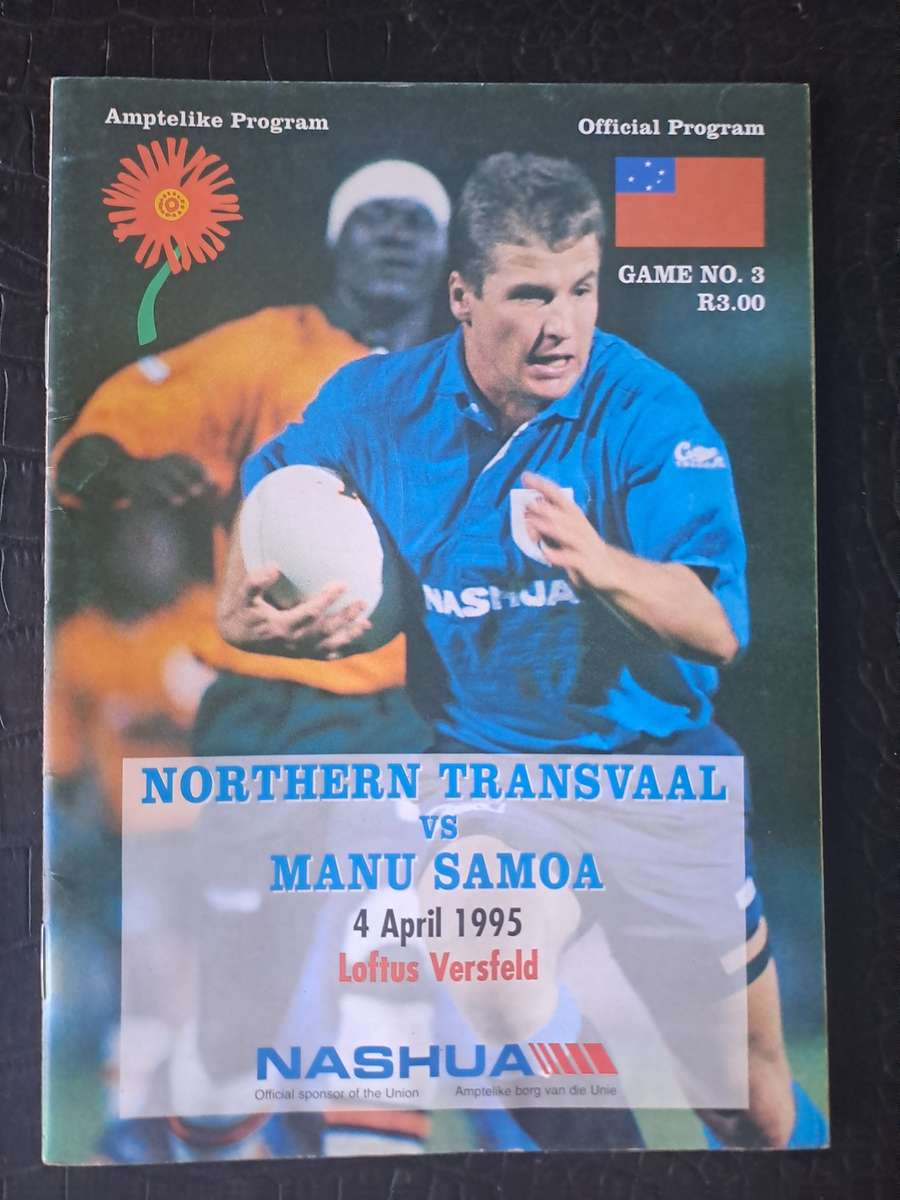 Amptelike Program
Official Program
GAME NO. 3
R3.00
NASHUA
NORTHERN TRANSVAAL
VS
MANU SAMOA
4 April 1995
Loftus Versfeld
NASHUA
Official sponsor of the Union Amptelike borg van die Unie